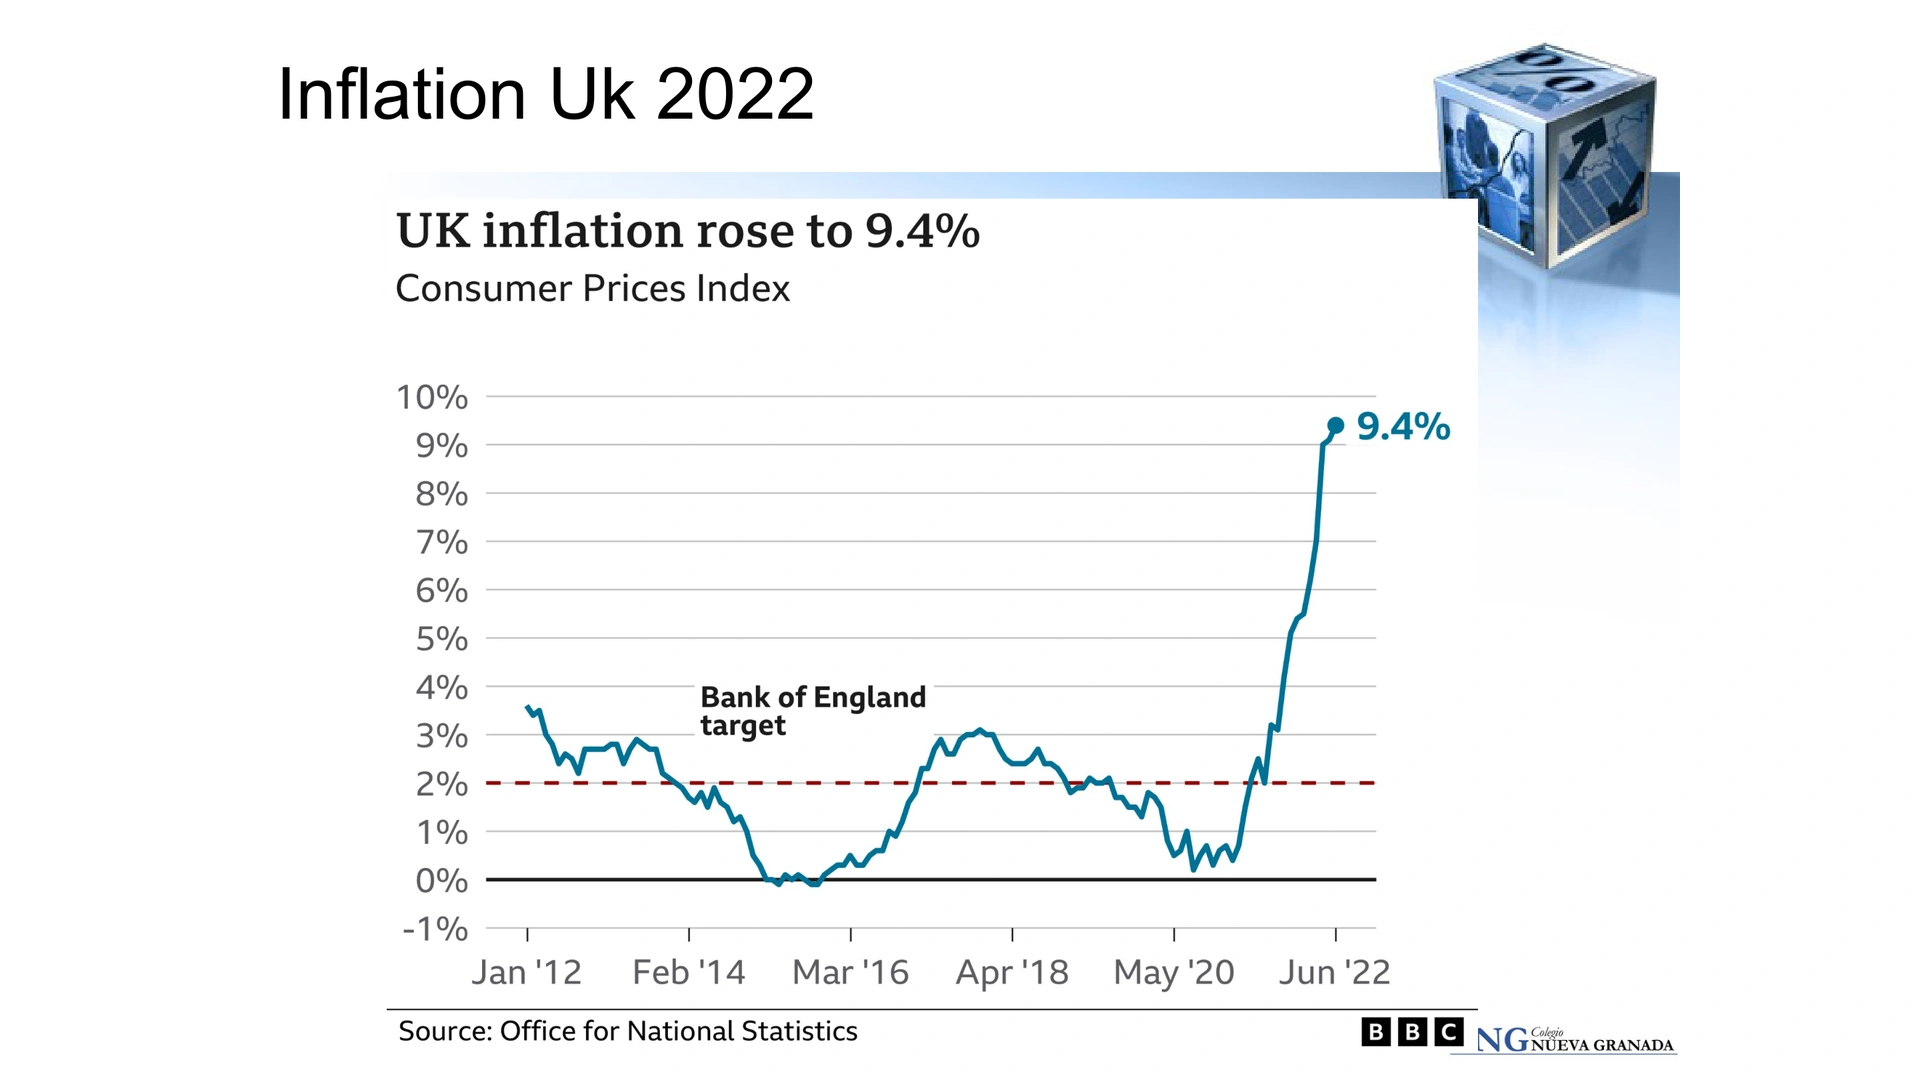 Inflation Uk 2022
%
UK inflation rose to 9.4%
Consumer Prices Index
10%
9%
8%
7%
6%
5%
4%
3%
2%
1%
0%
-1%
9.4%
Bank of England
target
Jan '12 Feb '14 Mar '16 Apr '18 May '20 Jun '22
Source: Office for National Statistics
BBC
NG Colegio
NUEVA GRANADA